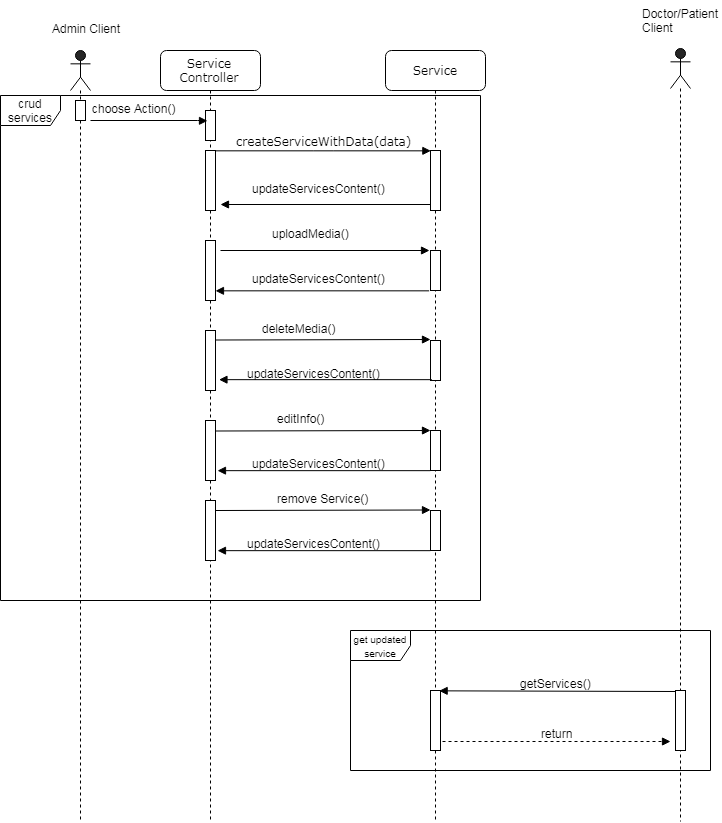 Admin Client
Doctor/Patient
Client
Service
Controller
Service
crud
services
choose Action()
createServiceWithData(data)
updateServicesContent()
uploadMedia()
updateServicesContent()
deleteMedia()
updateServicesContent()
editInfo()
updateServicesContent()
remove Service()
updateServicesContent()
get updated
service
getServices()
return